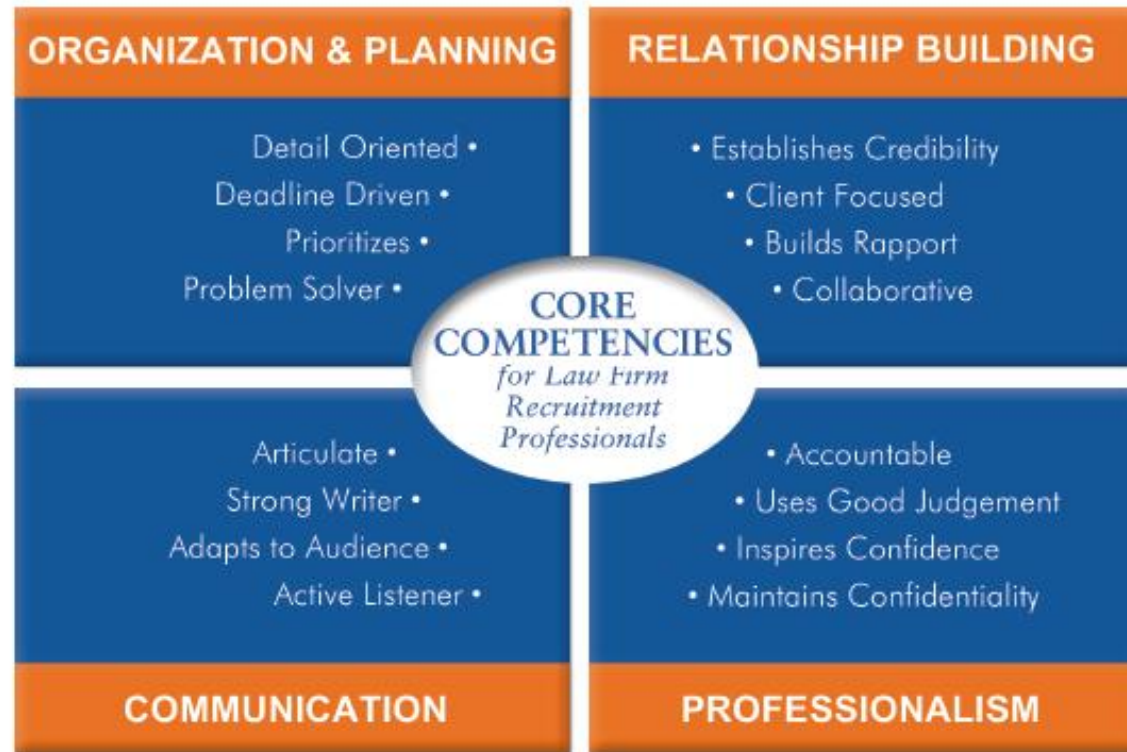 ORGANIZATION & PLANNING
Detail Oriented •
Deadline Driven •
Prioritizes •
Problem Solver •
RELATIONSHIP BUILDING
• Establishes Credibility
• Client Focused
• Builds Rapport
• Collaborative
CORE
COMPETENCIES
for Law Firm
Recruitment
Professionals
Articulate •
Strong Writer •
Adapts to Audience •
Active Listener •
COMMUNICATION
• Accountable
• Uses Good Judgement
• Inspires Confidence
• Maintains Confidentiality
PROFESSIONALISM